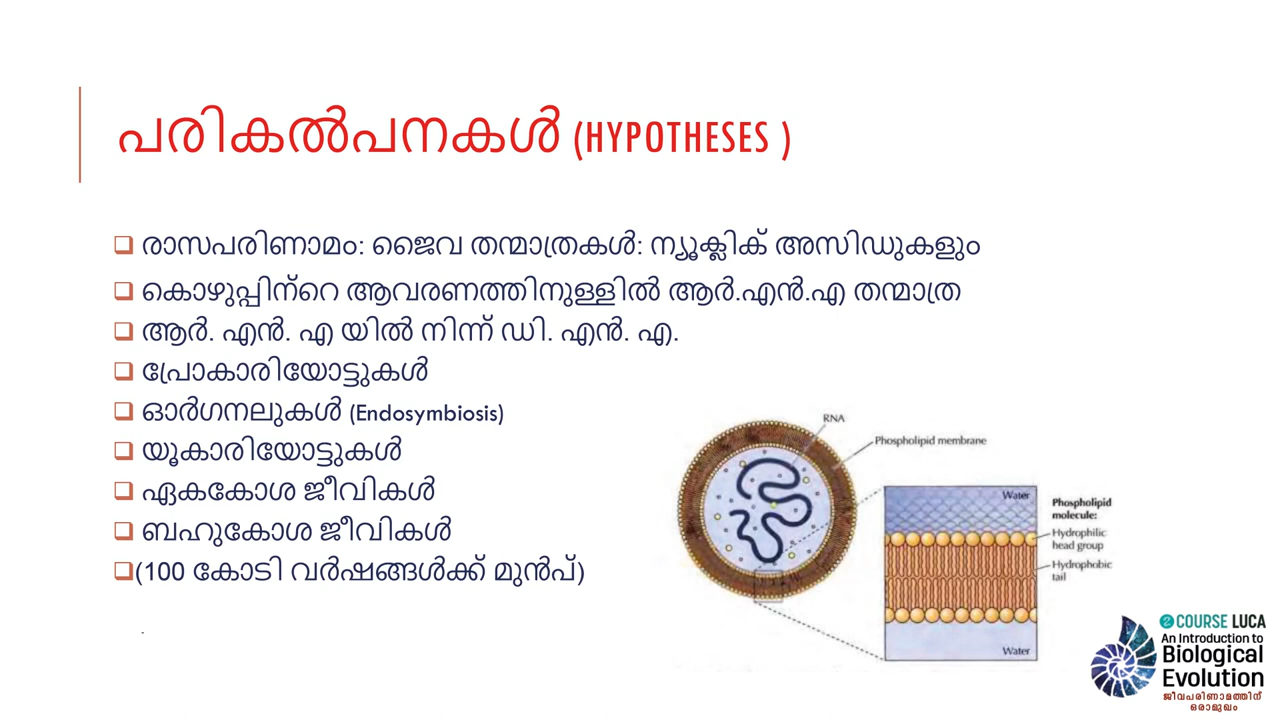 പരികൽപനകൾ (HYPOTHESES )
രാസപരിണാമം: ജൈവ തന്മാത്രകൾ: ന്യൂക്ലിക് അസിഡുകളും
കൊഴുപ്പിന്റെ ആവരണത്തിനുള്ളിൽ ആർ.എൻ.എ തന്മാത്ര
ആർ. എൻ. എ യിൽ നിന്ന് ഡി. എൻ. എ.
പ്രോകാരിയോട്ടുകൾ
ഓർഗനലുകൾ (Endosymbiosis)
യൂകാരിയോട്ടുകൾ
ഏകകോശ ജീവികൾ
ബഹുകോശ ജീവികൾ
(100 കോടി വർഷങ്ങൾക്ക് മുൻപ്)
RNA
Phospholipid membrane
Water
Phospholipid
molecule:
Hydrophilic
head group
Hydrophobic
tail
Water
2 COURSE LUCA
An Introduction to
Biological
Evolution
ജീവപരിണാമത്തിന്
ഒരാമുഖം